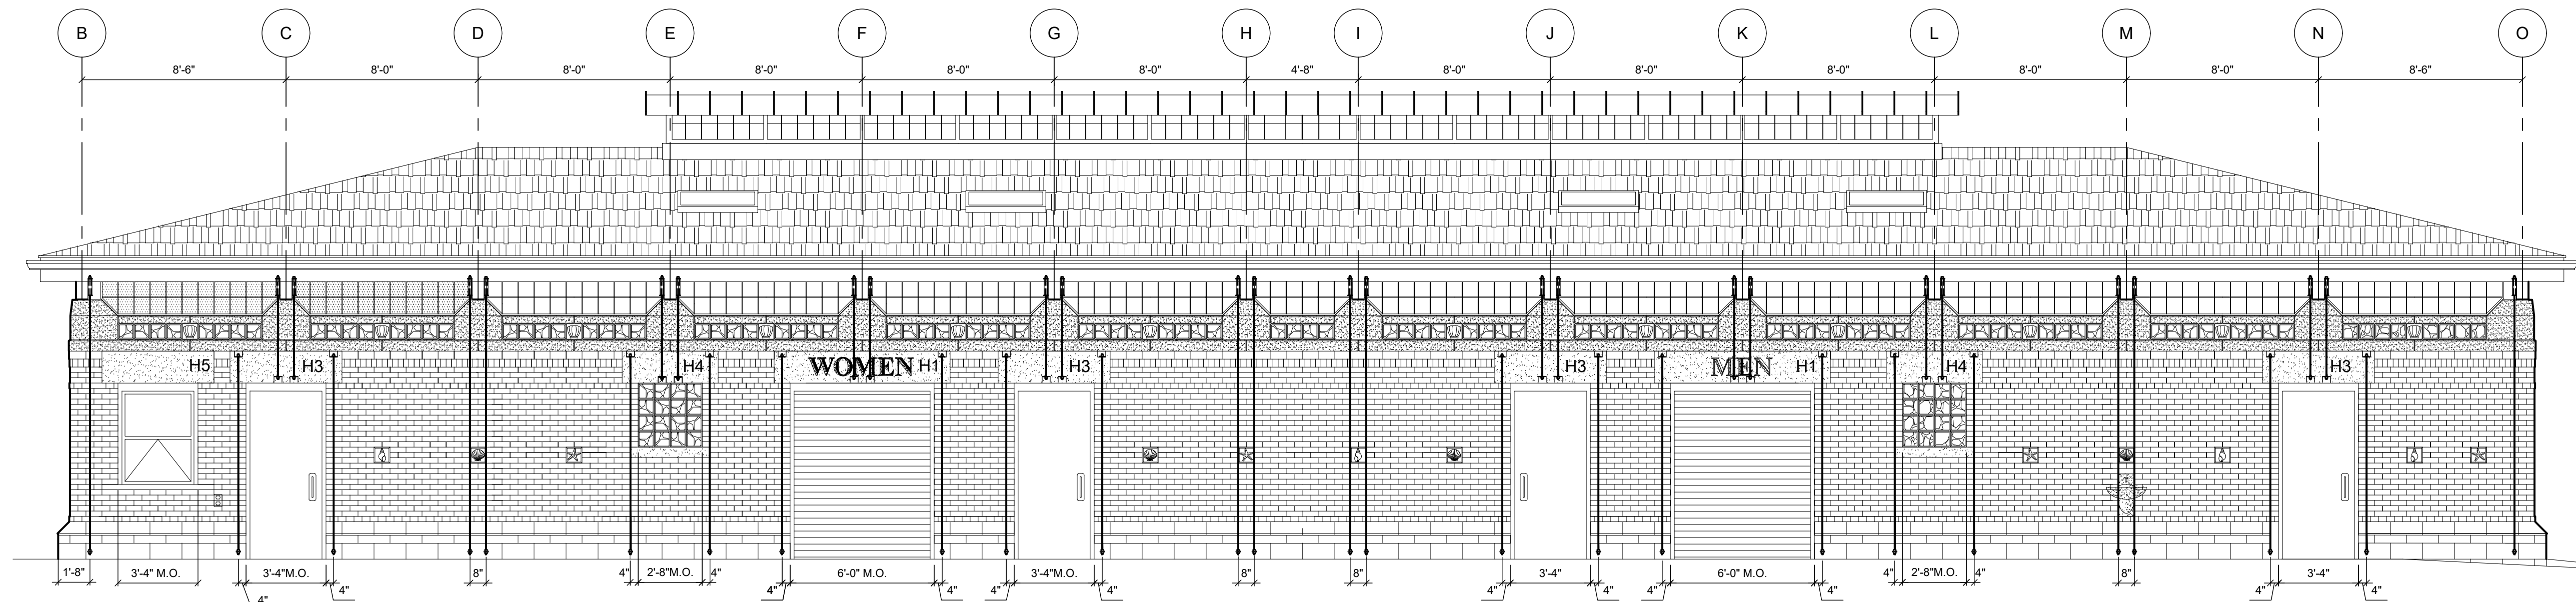 B C D E F G H I J K L M N O
8'-6" 8'-0" 8'-0" 8'-0" 8'-0" 8'-0" 4'-8" 8'-0" 8'-0" 8'-0" 8'-0" 8'-0" 8'-6"
H5 H3 H4 WOMEN H1 H3 H3 MEN H1 H4 H3
1'-8" 3'-4" M.O. 3'-4"M.O. 8" 4" 2'-8"M.O. 4" 6'-0" M.O. 3'-4"M.O. 8" 8" 3'-4" 6'-0" M.O. 4" 2'-8"M.O. 4" 8" 3'-4"
4" 4" 4" 4" 4" 4" 4" 4" 4" 4" 4" 4"